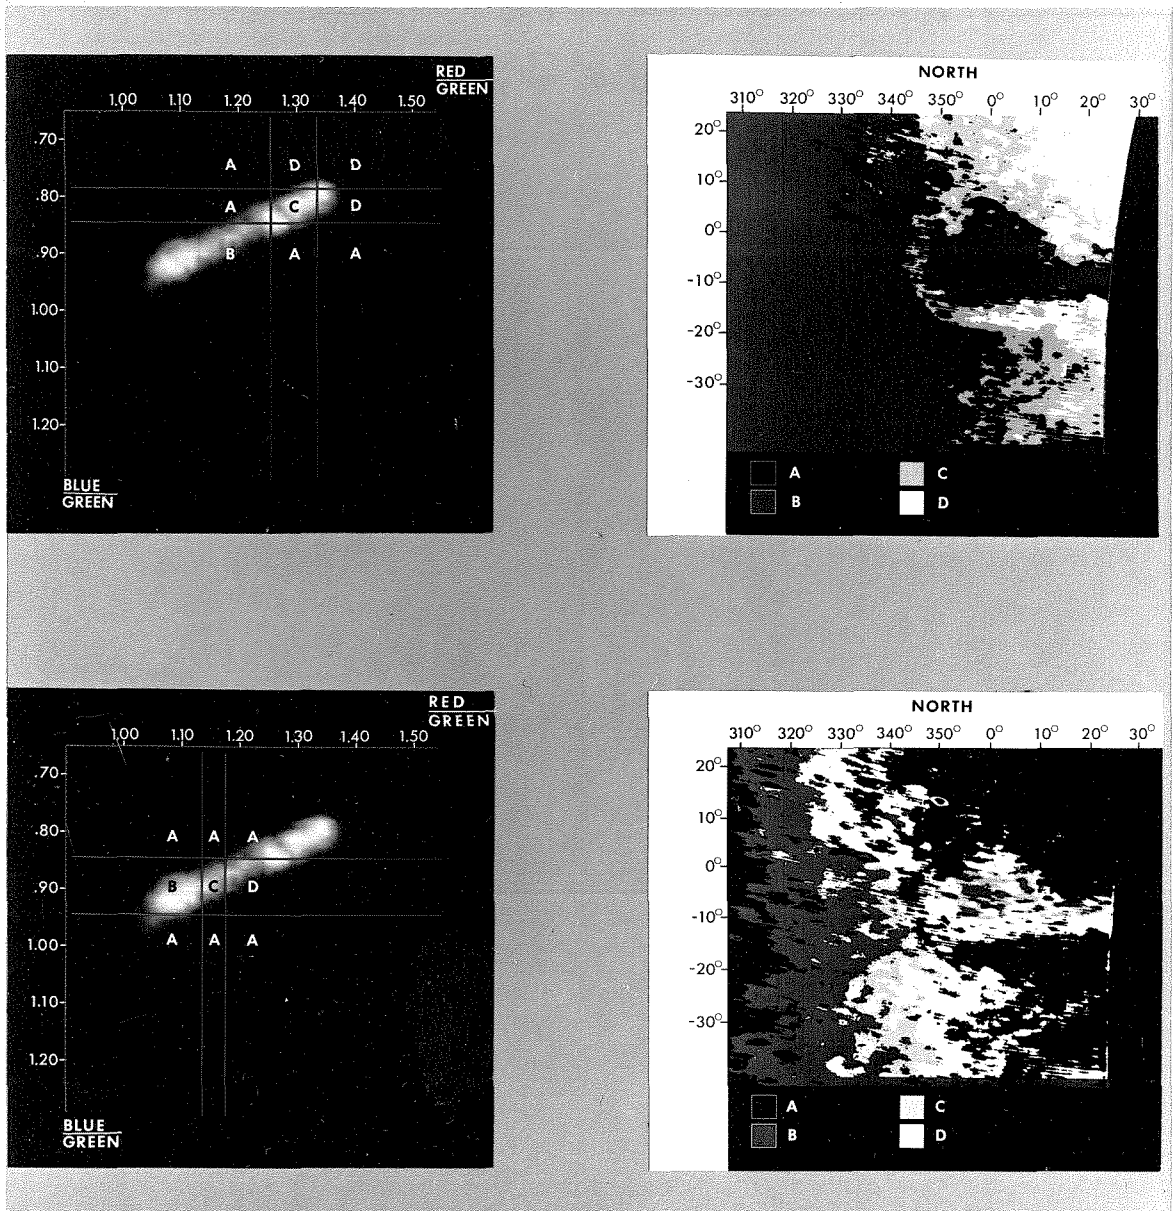 RED
GREEN
1.00 1.10 1.20 1.30 1.40 1.50
.70
A D D
.80
A C D
.90
B A A
1.00
1.10
1.20
BLUE
GREEN
NORTH
310° 320° 330° 340° 350° 0° 10° 20° 30°
20°
10°
0°
-10°
-20°
-30°
A C
B D
RED
GREEN
1.00 1.10 1.20 1.30 1.40 1.50
.70
.80
A A A
.90
B C D
1.00
A A A
1.10
1.20
BLUE
GREEN
NORTH
310° 320° 330° 340° 350° 0° 10° 20° 30°
20°
10°
0°
-10°
-20°
-30°
A C
B D